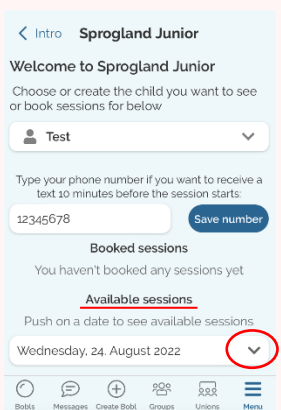 Intro Sprogland Junior
Welcome to Sprogland Junior
Choose or create the child you want to see
or book sessions for below
Test
Type your phone number if you want to receive a
text 10 minutes before the session starts:
12345678 Save number
Booked sessions
You haven't booked any sessions yet
Available sessions
Push on a date to see available sessions
Wednesday, 24. August 2022
Bobls Messages Create Bobl Groups Unions Menu